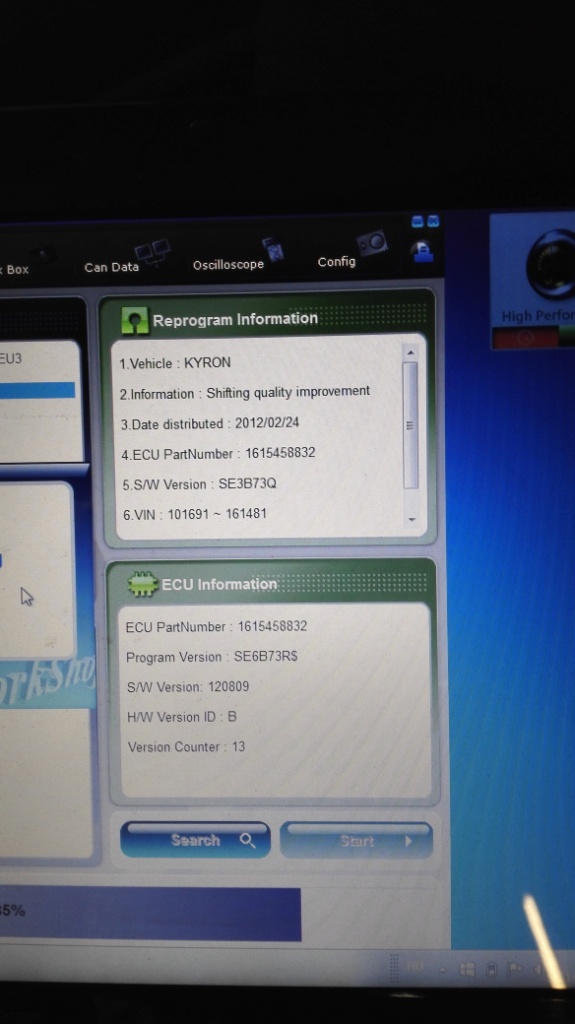 Box
Can Data
Oscilloscope
Config
High Perfor
EU3
Reprogram Information
1.Vehicle : KYRON
2.Information : Shifting quality improvement
3.Date distributed : 2012/02/24
4.ECU PartNumber : 1615458832
5.S/W Version : SE3B73Q
6.VIN : 101691 ~ 161481
ECU Information
ECU PartNumber : 1615458832
Program Version : SE6B73R$
S/W Version: 120809
H/W Version ID : B
Version Counter : 13
orkSho
Search
Start
5%